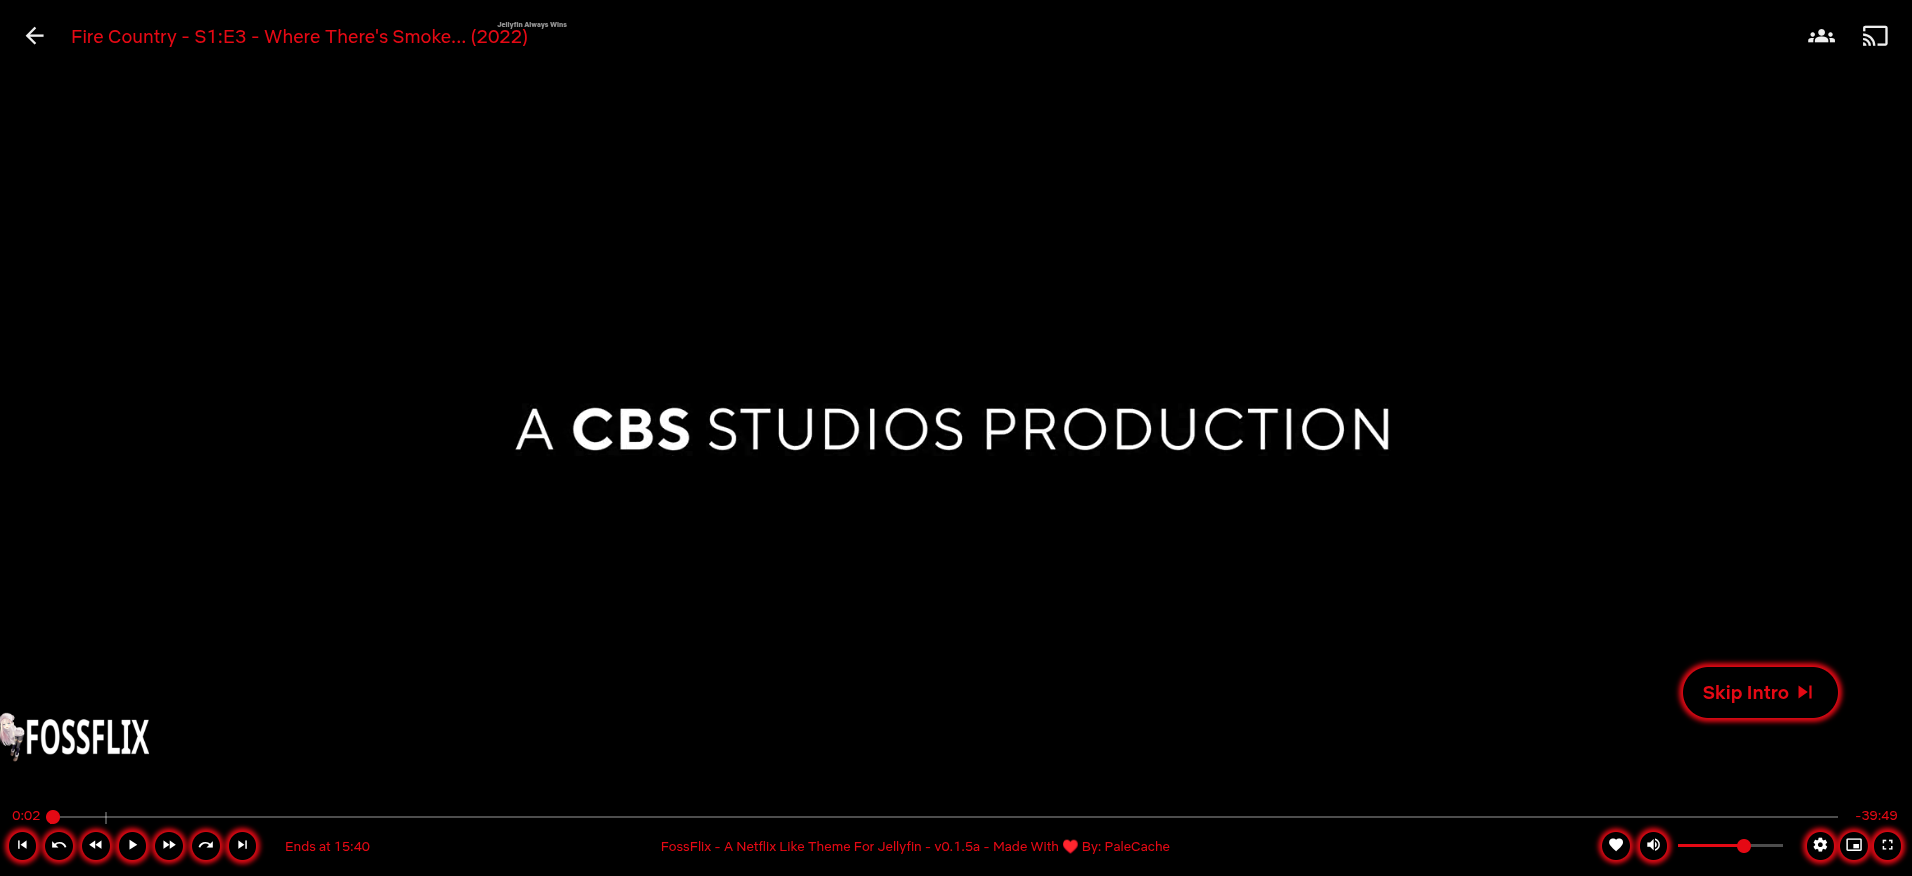 Jellyfin Always Wins
Fire Country - S1:E3 - Where There's Smoke... (2022)
A CBS STUDIOS PRODUCTION
Skip Intro
FOSSFLIX
0:02
-39:49
Ends at 15:40
FossFlix - A Netflix Like Theme For Jellyfin - v0.1.5a - Made With ❤️ By: PaleCache